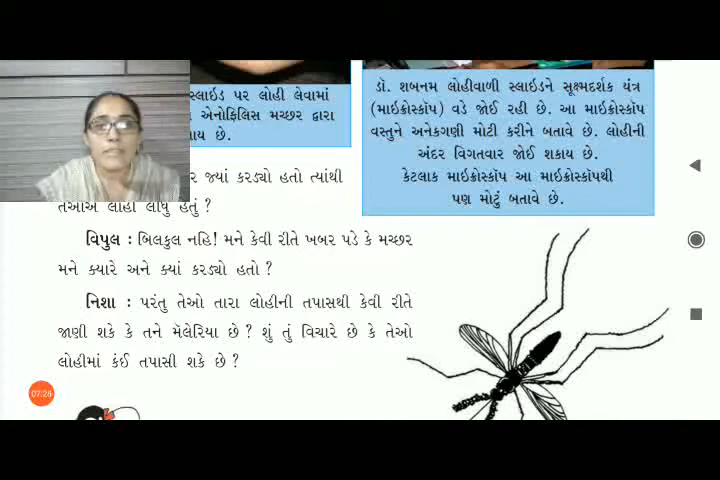 સ્લાઇડ પર લોહી લેવામાં
એનોફિલિસ મચ્છર દ્વારા
થાય છે.
ડૉ. શબનમ લોહીવાળી સ્લાઇડને સૂક્ષ્મદર્શક યંત્ર
(માઇક્રોસ્કૉપ) વડે જોઈ રહી છે. આ માઇક્રોસ્કૉપ
વસ્તુને અનેકગણી મોટી કરીને બતાવે છે. લોહીની
અંદર વિગતવાર જોઈ શકાય છે.
કેટલાક માઇક્રોસ્કૉપ આ માઇક્રોસ્કૉપથી
પણ મોટું બતાવે છે.
જ્યાં કરડ્યો હતો ત્યાંથી
તેઓએ લોહી લીધું હતું ?
વિપુલ : બિલકુલ નહિ! મને કેવી રીતે ખબર પડે કે મચ્છર
મને ક્યારે અને ક્યાં કરડ્યો હતો ?
નિશા : પરંતુ તેઓ તારા લોહીની તપાસથી કેવી રીતે
જાણી શકે કે તને મૅલેરિયા છે ? શું તું વિચારે છે કે તેઓ
લોહીમાં કંઈ તપાસી શકે છે ?
07:26